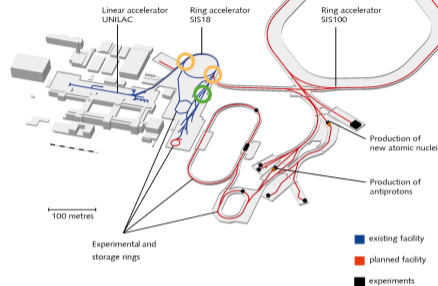 Linear accelerator
UNILAC
Ring accelerator
SIS18
Ring accelerator
SIS100
Production of
new atomic nuclei
Production of
antiprotons
100 metres
Experimental and
storage rings
existing facility
planned facility
experiments